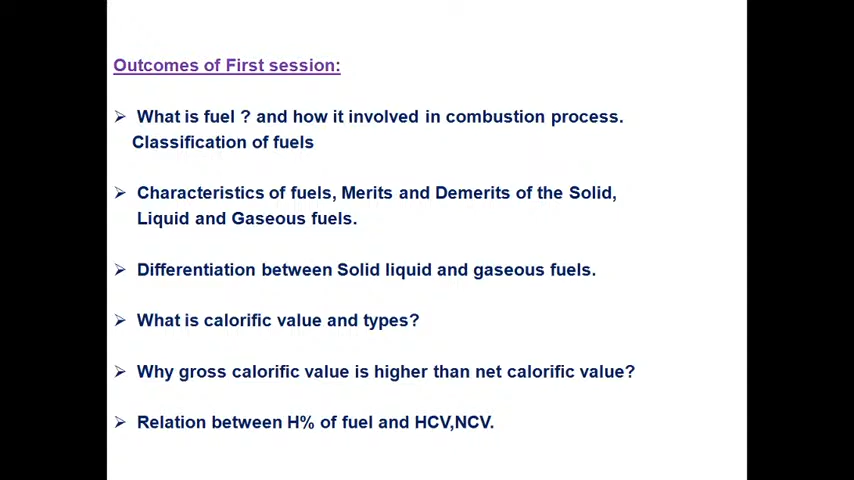 Outcomes of First session:
➢ What is fuel ? and how it involved in combustion process.
Classification of fuels
➢ Characteristics of fuels, Merits and Demerits of the Solid,
Liquid and Gaseous fuels.
➢ Differentiation between Solid liquid and gaseous fuels.
➢ What is calorific value and types?
➢ Why gross calorific value is higher than net calorific value?
➢ Relation between H% of fuel and HCV,NCV.